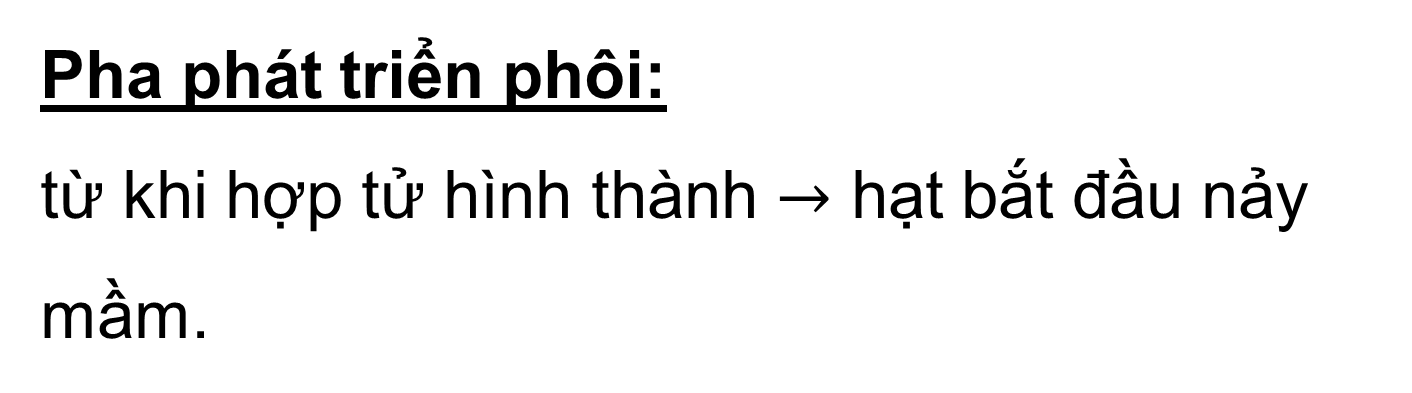 Pha phát triển phôi:
từ khi hợp tử hình thành → hạt bắt đầu nảy
mầm.